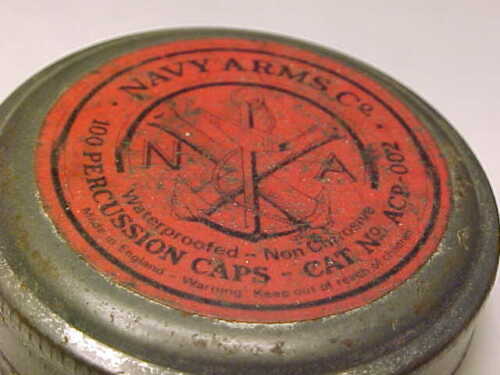 NAVY ARMS. Co.
N A
Waterproofed - Non Corrosive
100 PERCUSSION CAPS - CAT No. ACP-002
Made in England - Warning: Keep out of reach of children